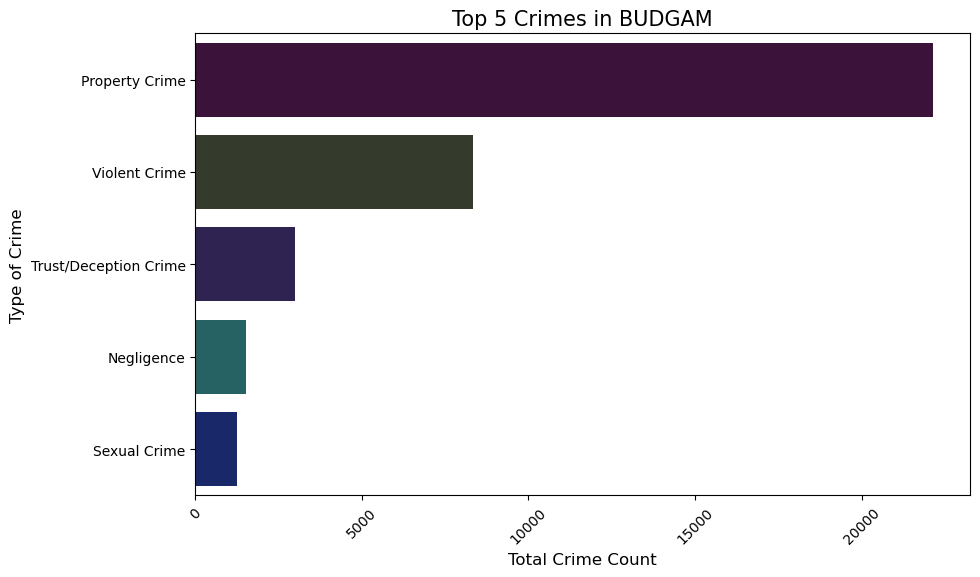 Top 5 Crimes in BUDGAM
Type of Crime
Property Crime
Violent Crime
Trust/Deception Crime
Negligence
Sexual Crime
0
5000
10000
15000
20000
Total Crime Count